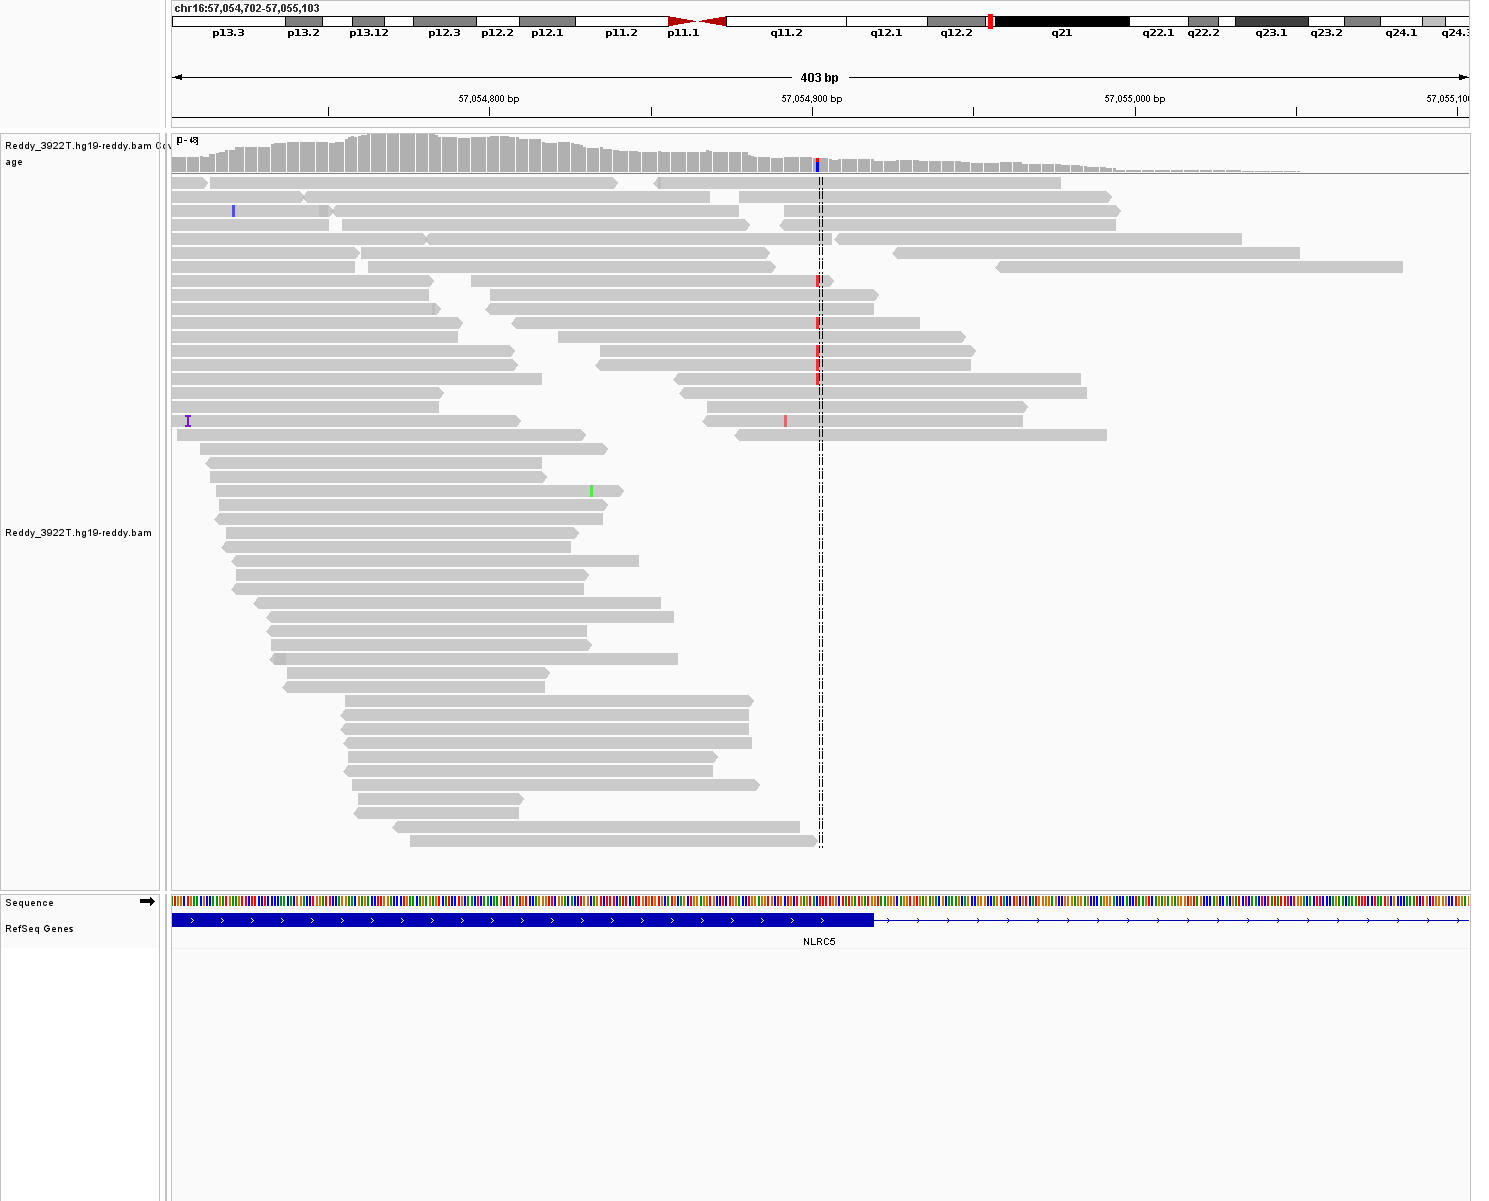 chr16:57,054,702-57,055,103
p13.3 p13.2 p13.12 p12.3 p12.2 p12.1 p11.2 p11.1 q11.2 q12.1 q12.2 q21 q22.1 q22.2 q23.1 q23.2 q24.1 q24.3
403 bp
57,054,800 bp 57,054,900 bp 57,055,000 bp 57,055,100
Reddy_3922T.hg19-reddy.bam Cov
age
Reddy_3922T.hg19-reddy.bam
Sequence
RefSeq Genes
NLRC5